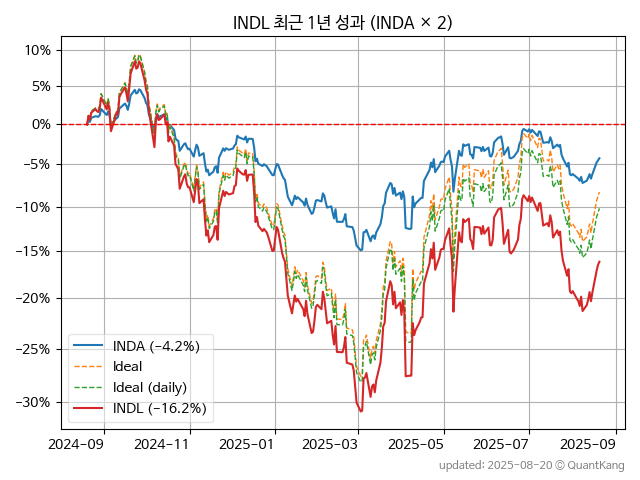 INDL 최근 1년 성과 (INDA × 2)
10%
5%
0%
−5%
−10%
−15%
−20%
−25%
−30%
INDA (−4.2%)
Ideal
Ideal (daily)
INDL (−16.2%)
2024−09
2024−11
2025−01
2025−03
2025−05
2025−07
2025−09
updated: 2025-08-20 © QuantKang